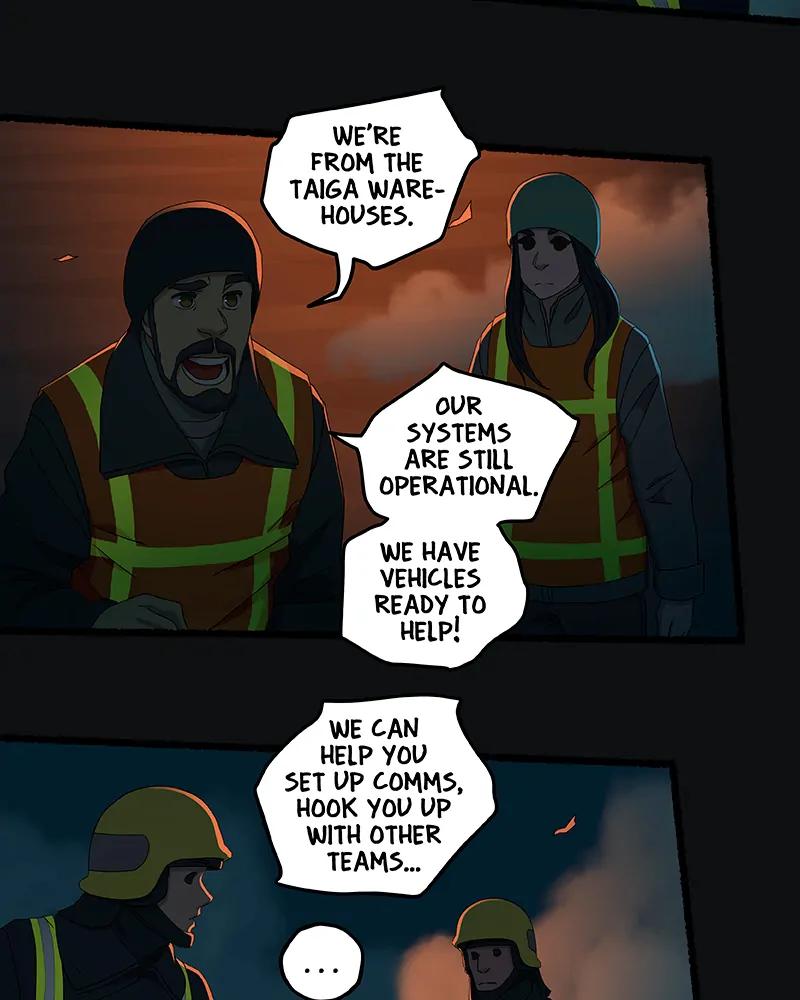 WE'RE
FROM THE
TAIGA WARE-
HOUSES.
OUR
SYSTEMS
ARE STILL
OPERATIONAL.
WE HAVE
VEHICLES
READY TO
HELP!
WE CAN
HELP YOU
SET UP COMMS,
HOOK YOU UP
WITH OTHER
TEAMS...
...